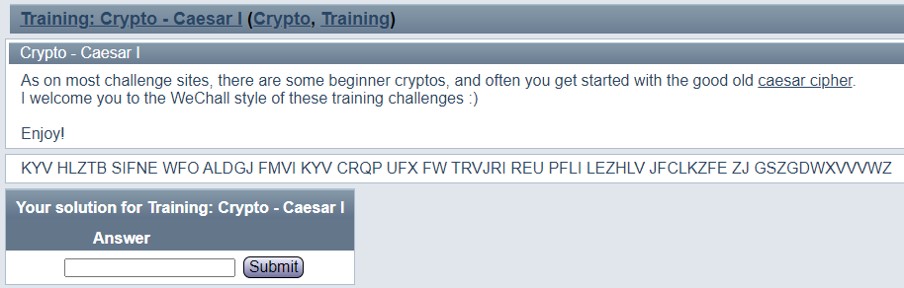 Training: Crypto - Caesar I (Crypto, Training)
Crypto - Caesar I
As on most challenge sites, there are some beginner cryptos, and often you get started with the good old caesar cipher.
I welcome you to the WeChall style of these training challenges :)
Enjoy!
KYV HLZTB SIFNE WFO ALDGJ FMVI KYV CRQP UFX FW TRVJRI REU PFLI LEZHLV JFCLKZFE ZJ GSZGDWXVVVWZ
Your solution for Training: Crypto - Caesar I
Answer
Submit